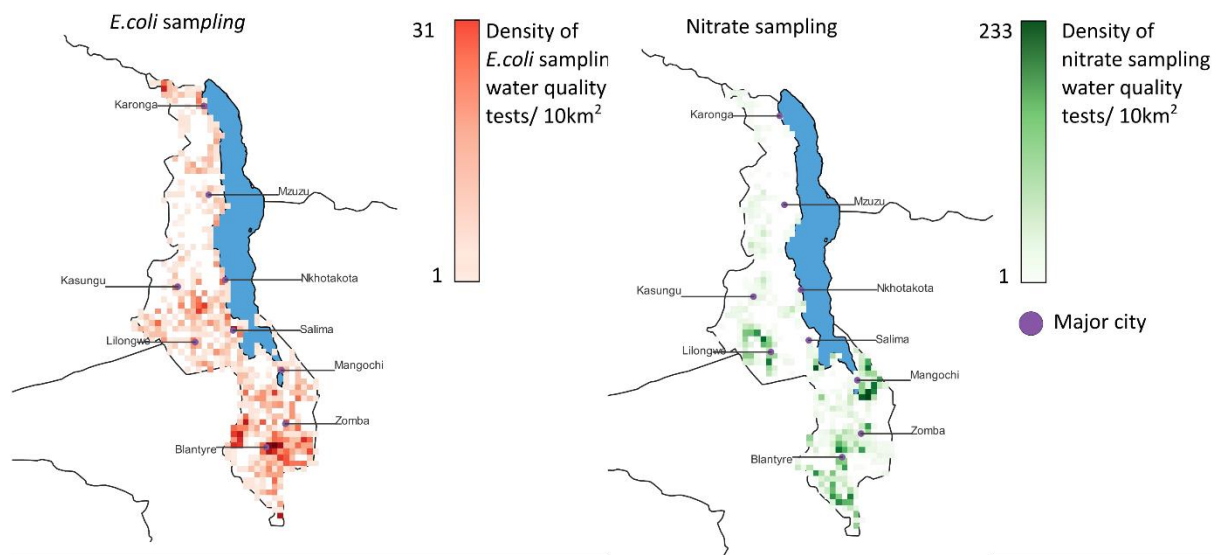 E.coli sampling
31
Density of
E.coli samplin
water quality
tests/ 10km²
1
Karonga
Mzuzu
Kasungu
Nkhotakota
Lilongwe
Salima
Mangochi
Zomba
Blantyre
Nitrate sampling
233
Density of
nitrate sampling
water quality
tests/ 10km²
1
Major city
Karonga
Mzuzu
Kasungu
Nkhotakota
Lilongwe
Salima
Mangochi
Zomba
Blantyre